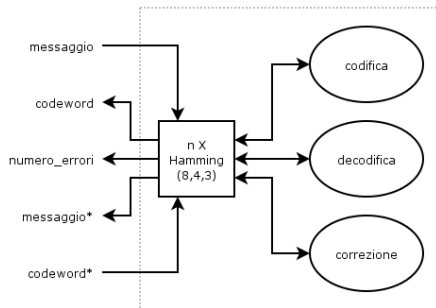 messaggio
codeword
numero_errori
messaggio*
codeword*
n X
Hamming
(8,4,3)
codifica
decodifica
correzione